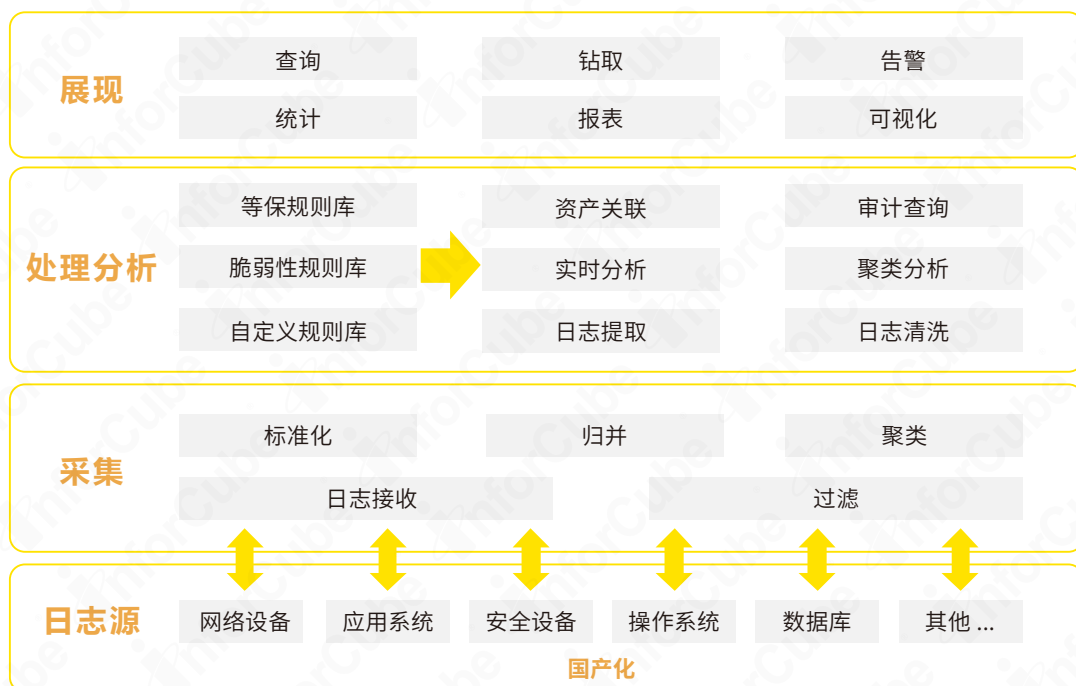 展现
查询
钻取
告警
统计
报表
可视化
处理分析
等保规则库
资产关联
审计查询
脆弱性规则库
实时分析
聚类分析
自定义规则库
日志提取
日志清洗
采集
标准化
归并
聚类
日志接收
过滤
日志源
网络设备
应用系统
安全设备
操作系统
数据库
其他 ...
国产化
InforCube